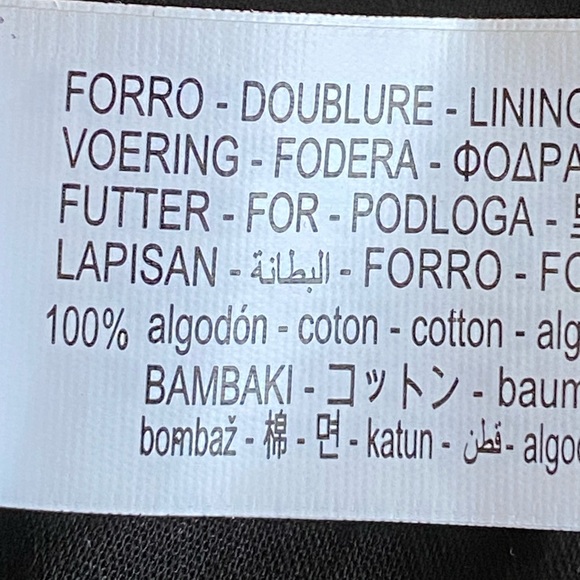 FORRO - DOUBLURE - LINING
VOERING - FODERA - ΦΟΔΡΑ
FUTTER - FOR - PODLOGA -
LAPISAN - البطانة - FORRO - FO
100% algodón - coton - cotton - alg
BAMBAKI - コットン - baum
bombaž - 棉 - 면 - katun - قطن - algo